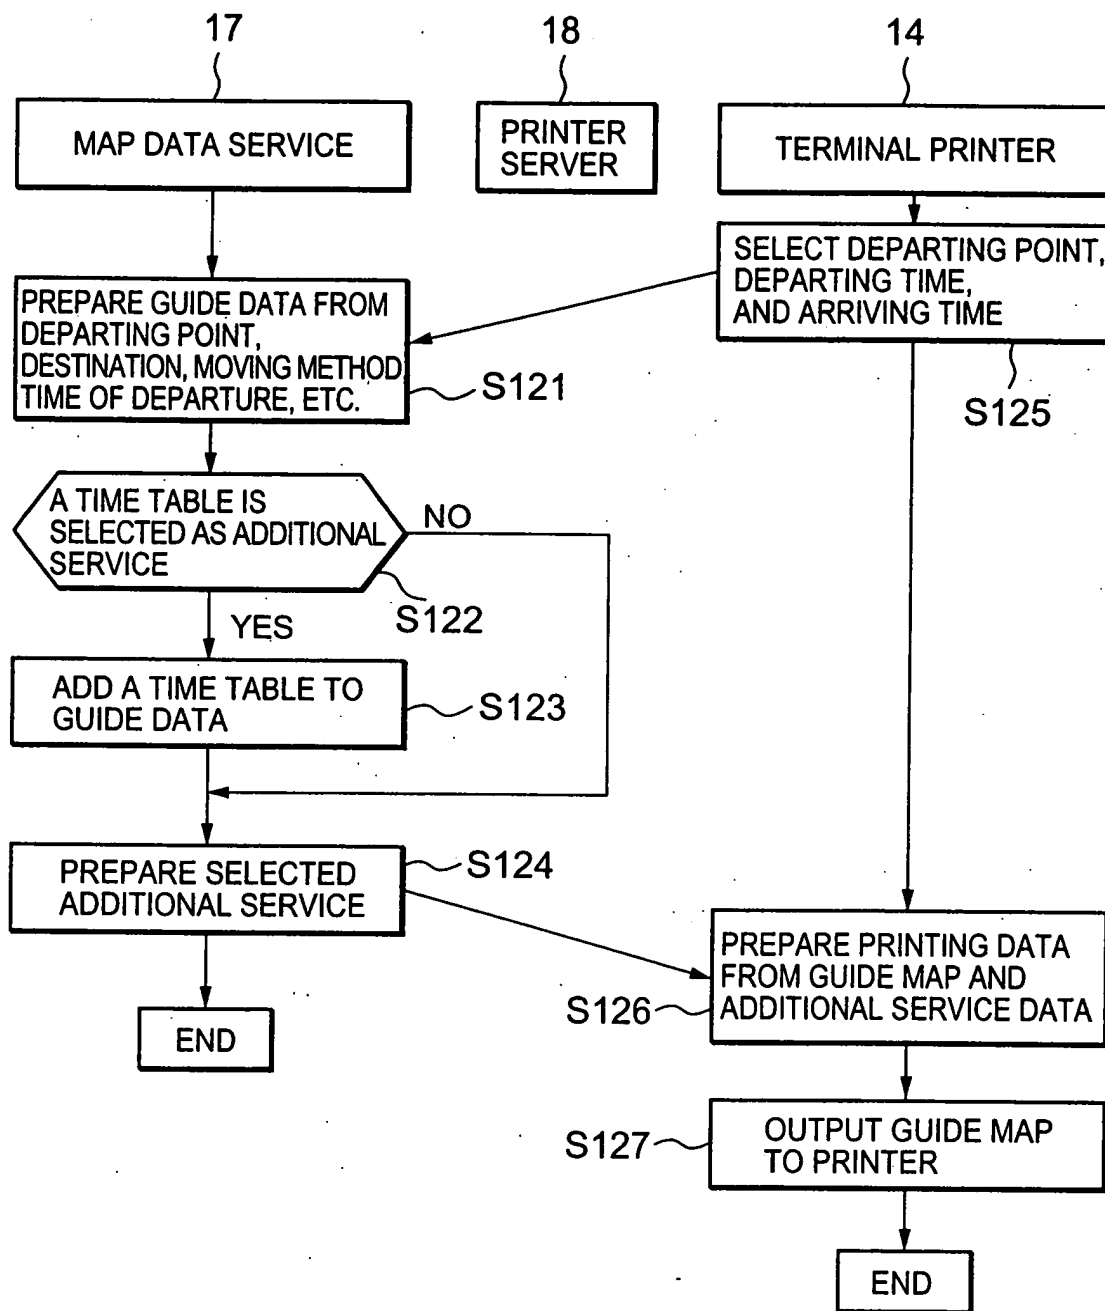 17
18
14
MAP DATA SERVICE
PRINTER
SERVER
TERMINAL PRINTER
SELECT DEPARTING POINT,
DEPARTING TIME,
AND ARRIVING TIME
S125
PREPARE GUIDE DATA FROM
DEPARTING POINT,
DESTINATION, MOVING METHOD
TIME OF DEPARTURE, ETC.
S121
A TIME TABLE IS
SELECTED AS ADDITIONAL
SERVICE
NO
S122
YES
ADD A TIME TABLE TO
GUIDE DATA
S123
PREPARE SELECTED
ADDITIONAL SERVICE
S124
END
PREPARE PRINTING DATA
FROM GUIDE MAP AND
ADDITIONAL SERVICE DATA
S126
OUTPUT GUIDE MAP
TO PRINTER
S127
END